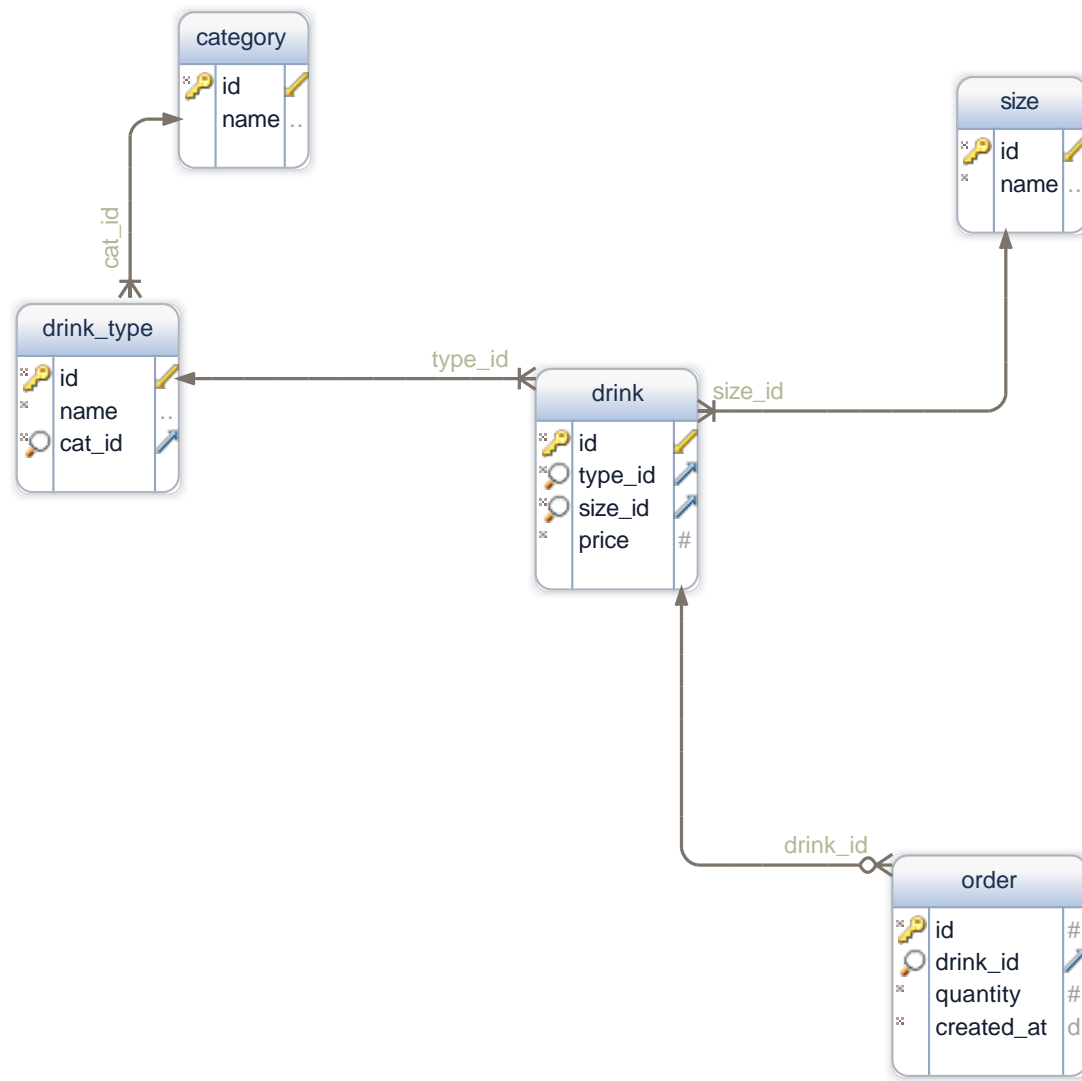 category
id
name ..
size
id
name ..
cat_id
drink_type
id
name ..
cat_id
type_id
drink
id
type_id
size_id
price #
size_id
drink_id
order
id #
drink_id
quantity #
created_at d